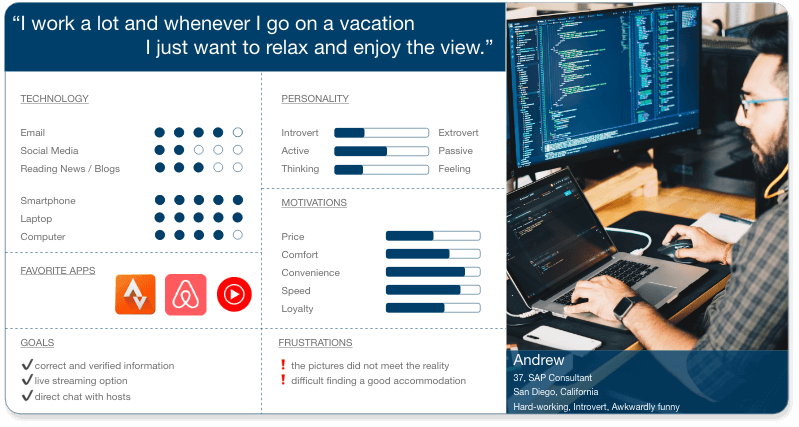 “I work a lot and whenever I go on a vacation
I just want to relax and enjoy the view.”
TECHNOLOGY
Email
Social Media
Reading News / Blogs
Smartphone
Laptop
Computer
FAVORITE APPS
GOALS
correct and verified information
live streaming option
direct chat with hosts
PERSONALITY
Introvert Extrovert
Active Passive
Thinking Feeling
MOTIVATIONS
Price
Comfort
Convenience
Speed
Loyalty
FRUSTRATIONS
! the pictures did not meet the reality
! difficult finding a good accommodation
Andrew
37, SAP Consultant
San Diego, California
Hard-working, Introvert, Awkwardly funny